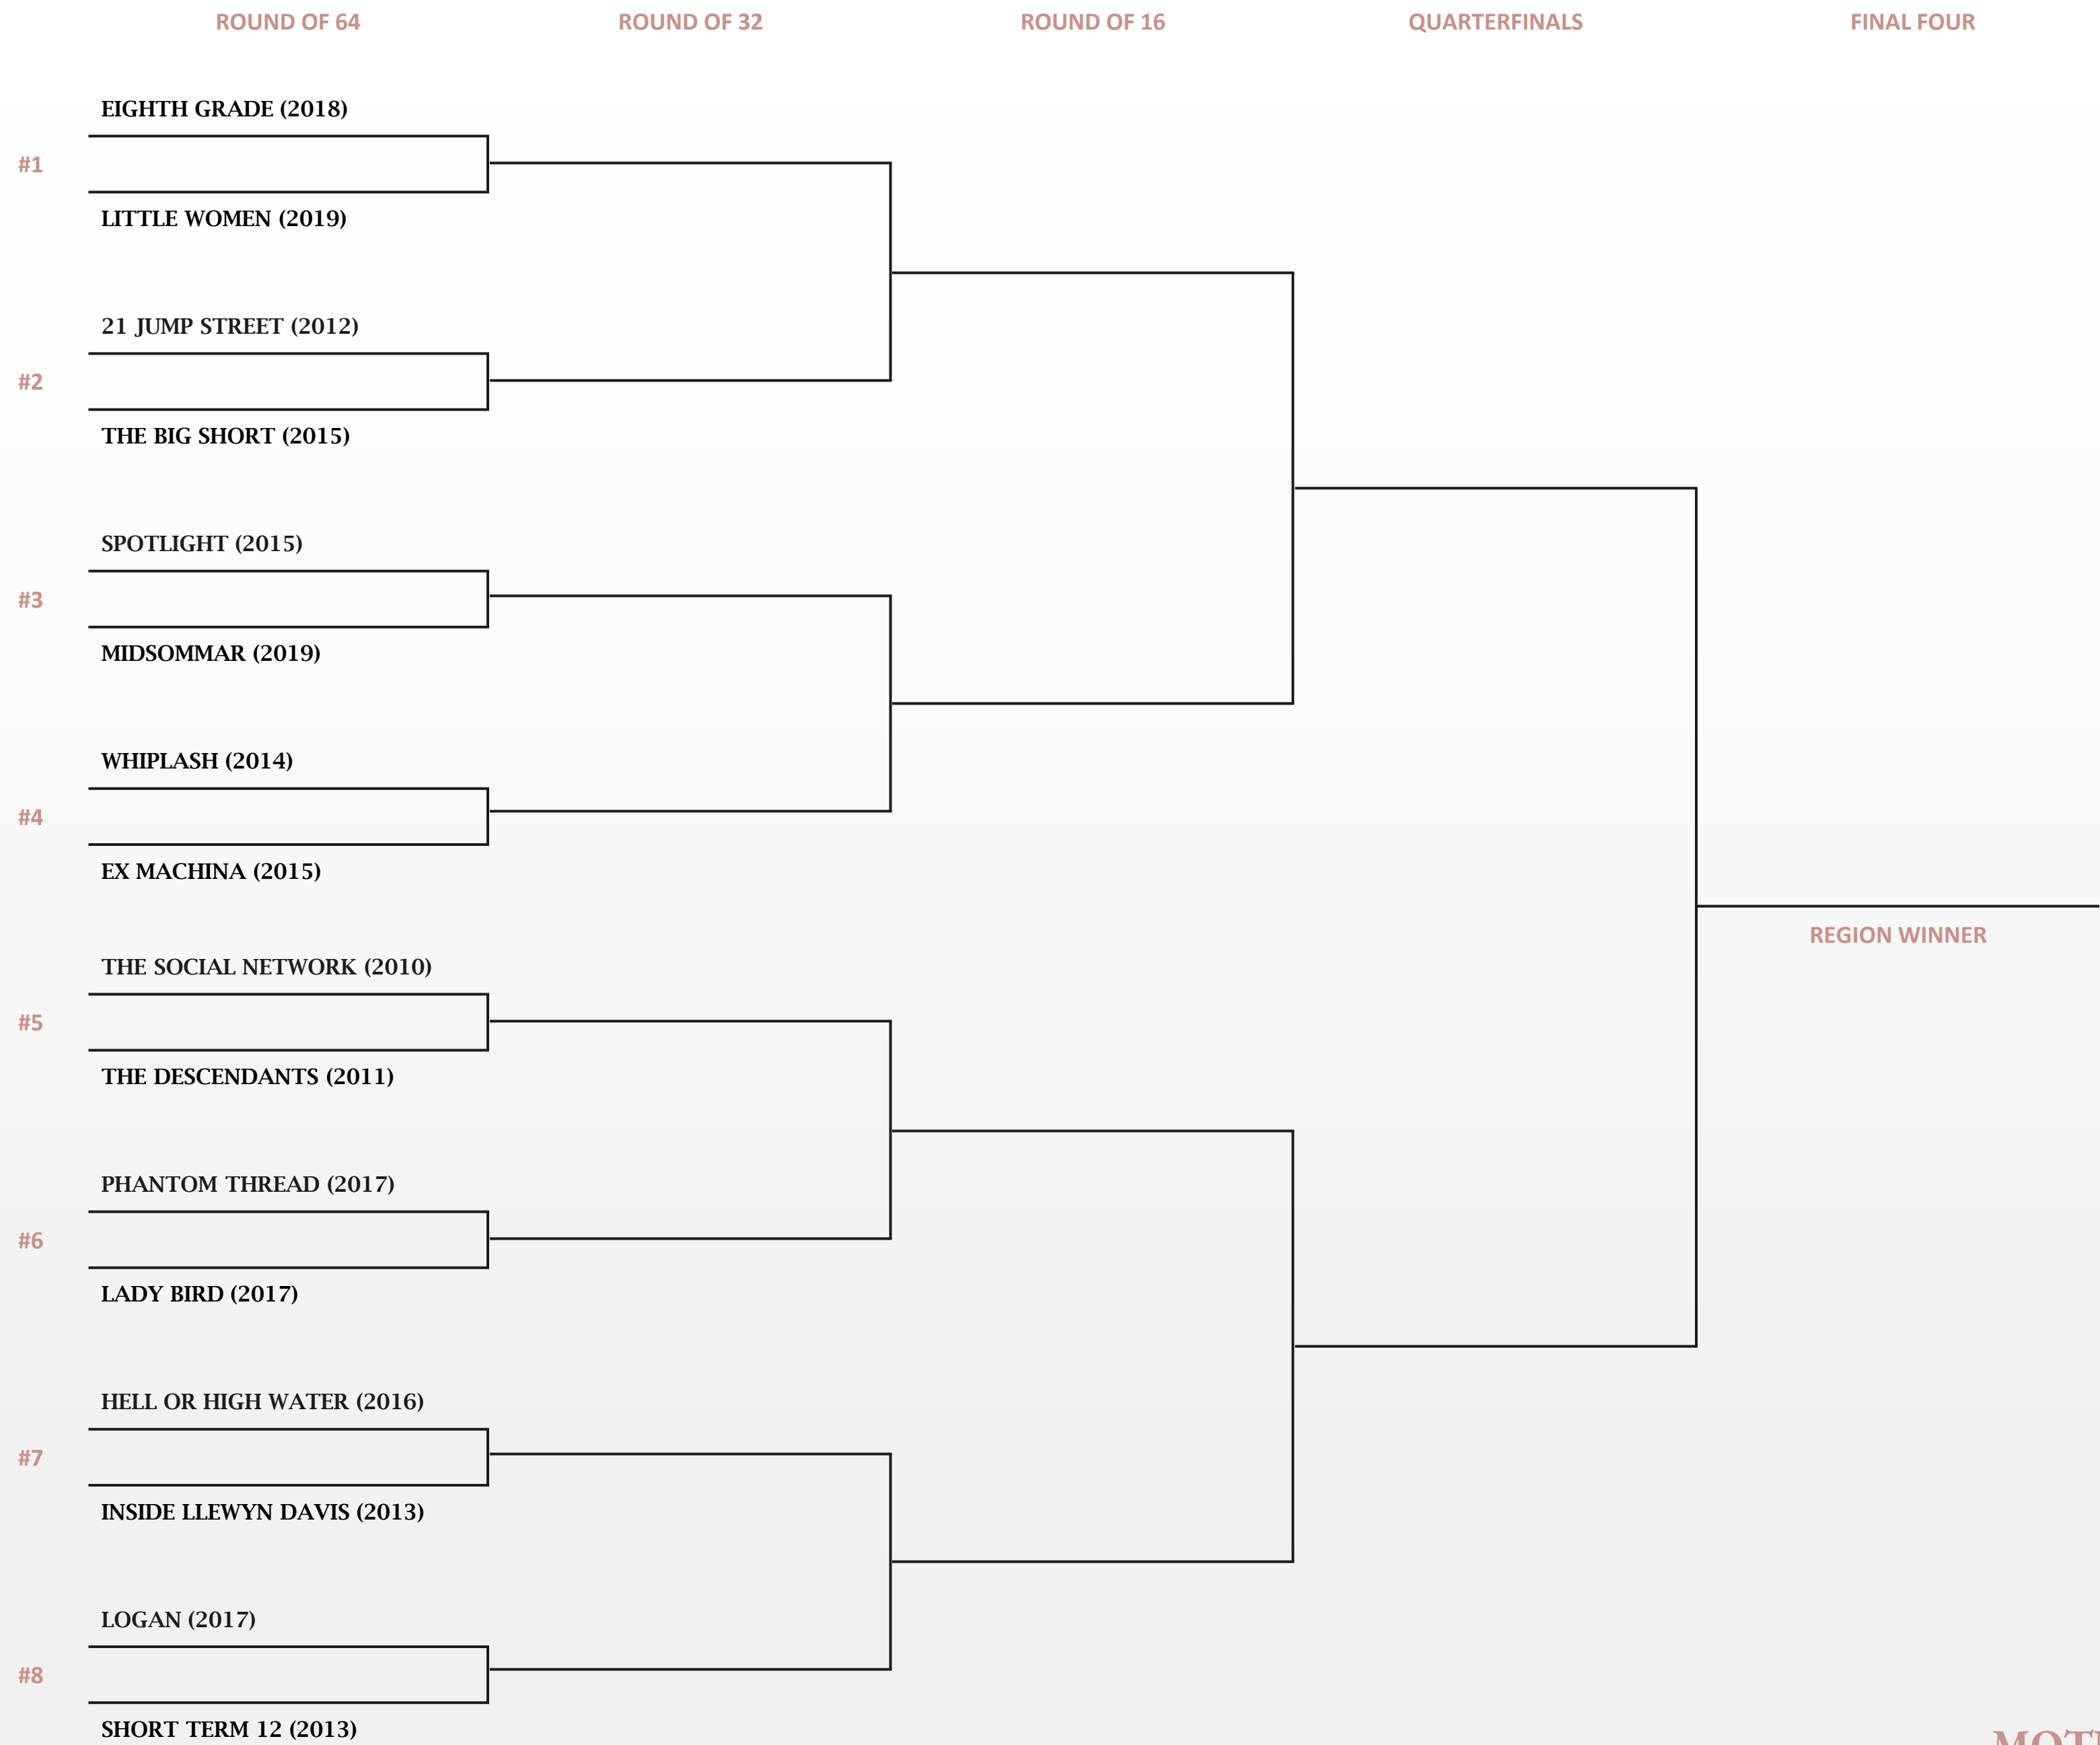 ROUND OF 64 ROUND OF 32 ROUND OF 16 QUARTERFINALS FINAL FOUR
EIGHTH GRADE (2018)
#1
LITTLE WOMEN (2019)
21 JUMP STREET (2012)
#2
THE BIG SHORT (2015)
SPOTLIGHT (2015)
#3
MIDSOMMAR (2019)
WHIPLASH (2014)
#4
EX MACHINA (2015)
REGION WINNER
THE SOCIAL NETWORK (2010)
#5
THE DESCENDANTS (2011)
PHANTOM THREAD (2017)
#6
LADY BIRD (2017)
HELL OR HIGH WATER (2016)
#7
INSIDE LLEWYN DAVIS (2013)
LOGAN (2017)
#8
SHORT TERM 12 (2013)